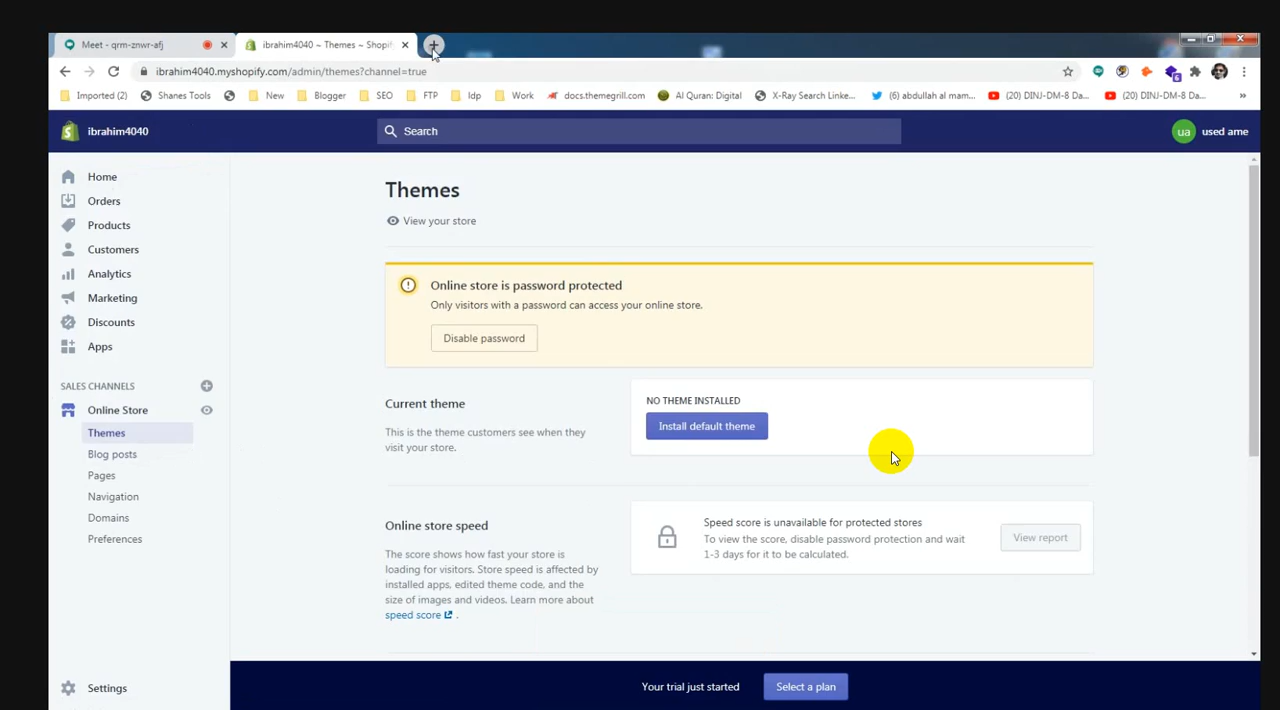 Meet - qrm-znwr-afj
ibrahim4040 ~ Themes ~ Shopif
ibrahim4040.myshopify.com/admin/themes?channel=true
Imported (2) Shanes Tools New Blogger SEO FTP Idp Work docs.themegrill.com Al Quran: Digital X-Ray Search Linke... (6) abdullah al mam... (20) DINJ-DM-8 Da... (20) DINJ-DM-8 Da... »
ibrahim4040
Search
ua used ame
Home
Orders
Products
Customers
Analytics
Marketing
Discounts
Apps
SALES CHANNELS
Online Store
Themes
Blog posts
Pages
Navigation
Domains
Preferences
Settings
Themes
View your store
Online store is password protected
Only visitors with a password can access your online store.
Disable password
Current theme
This is the theme customers see when they
visit your store.
NO THEME INSTALLED
Install default theme
Online store speed
The score shows how fast your store is
loading for visitors. Store speed is affected by
installed apps, edited theme code, and the
size of images and videos. Learn more about
speed score .
Speed score is unavailable for protected stores
To view the score, disable password protection and wait
1-3 days for it to be calculated.
View report
Your trial just started
Select a plan